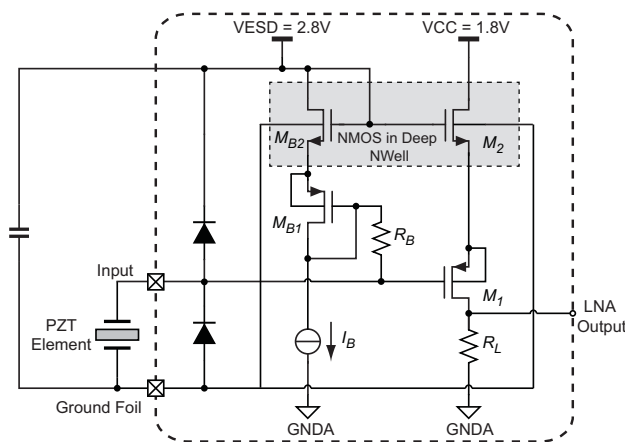 VESD = 2.8V
VCC = 1.8V
MB2
NMOS in Deep
NWell
M2
MB1
RB
Input
M1
LNA
Output
PZT
Element
IB
RL
Ground Foil
GNDA
GNDA